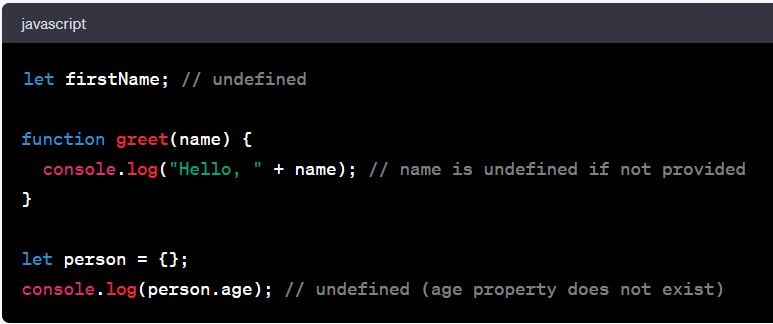 javascript
let firstName; // undefined
function greet(name) {
  console.log("Hello, " + name); // name is undefined if not provided
}
let person = {};
console.log(person.age); // undefined (age property does not exist)